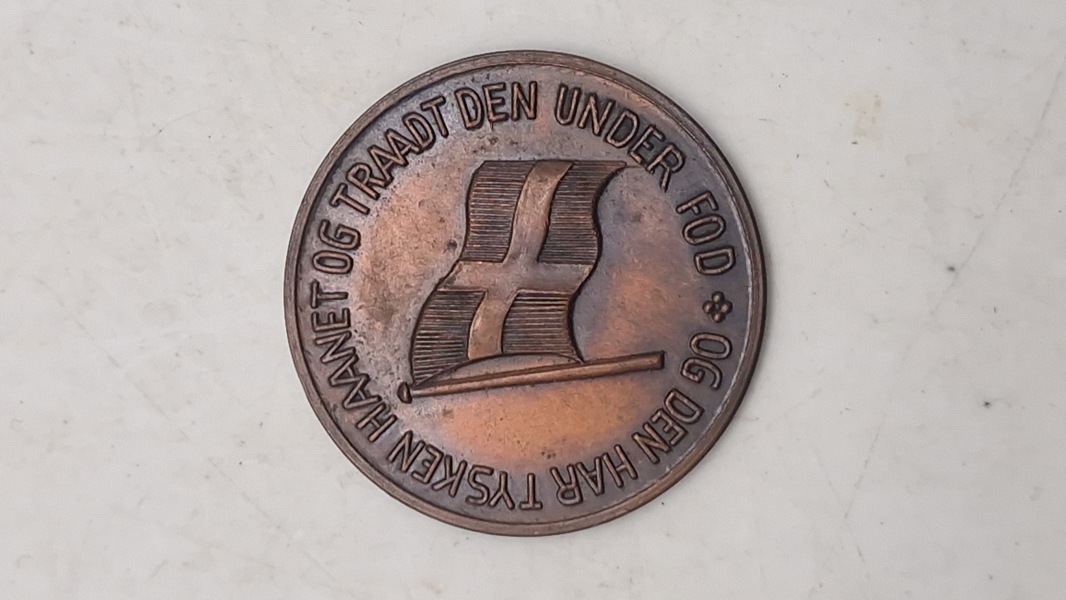 OG DEN HAR TYSKEN HAANET OG TRAADT DEN UNDER FOD